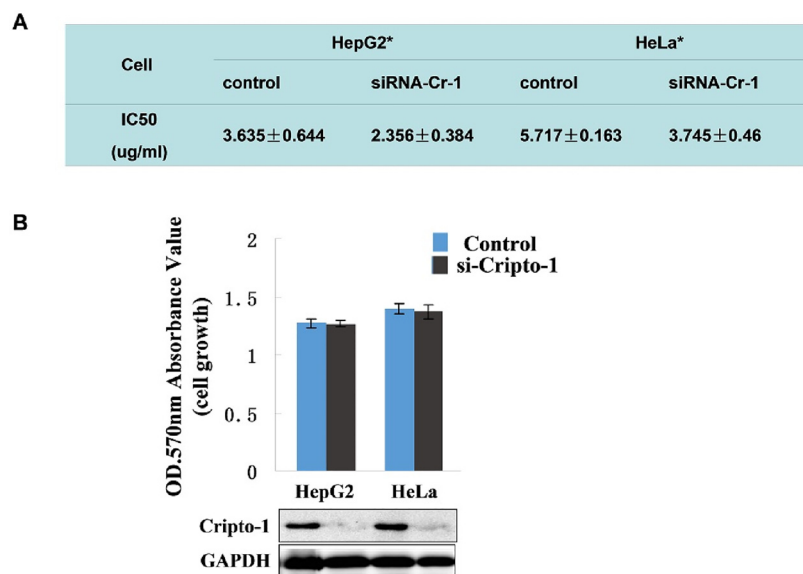 A
Cell
HepG2*
HeLa*
control
siRNA-Cr-1
control
siRNA-Cr-1
IC50
(ug/ml)
3.635±0.644
2.356±0.384
5.717±0.163
3.745±0.46
B
OD.570nm Absorbance Value
(cell growth)
2
1.5
1
0.5
0
Control
si-Cripto-1
HepG2
HeLa
Cripto-1
GAPDH